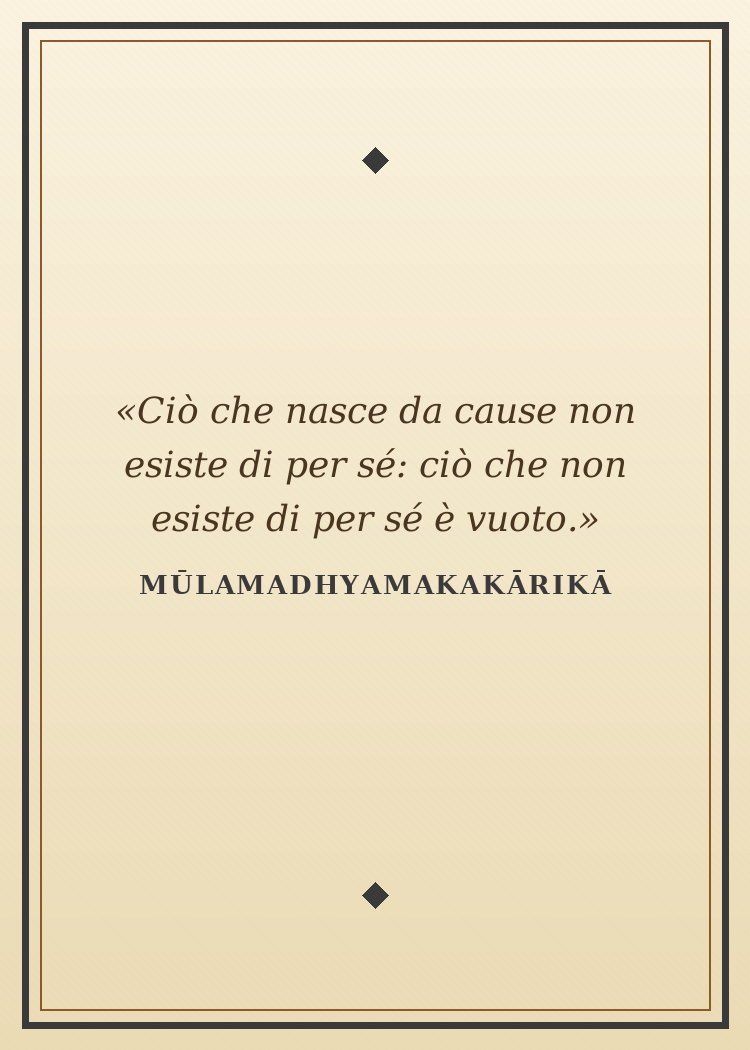 «Ciò che nasce da cause non
esiste di per sé: ciò che non
esiste di per sé è vuoto.»
MŪLAMADHYAMAKAKĀRIKĀ